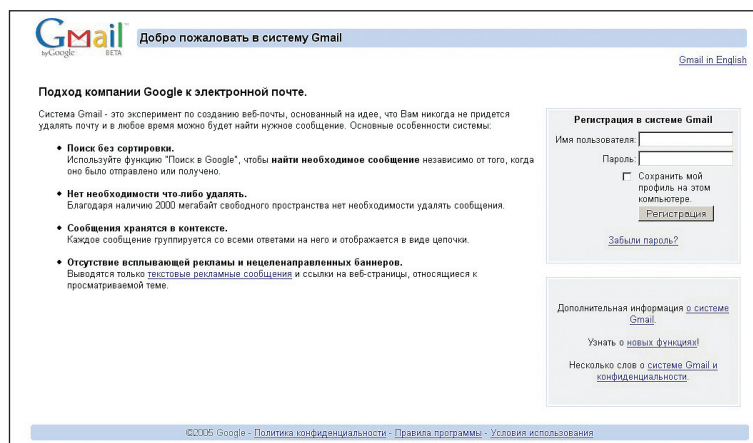 Gmail
by Google BETA
Добро пожаловать в систему Gmail
Gmail in English
Подход компании Google к электронной почте.
Система Gmail - это эксперимент по созданию веб-почты, основанный на идее, что Вам никогда не придется
удалять почту и в любое время можно будет найти нужное сообщение. Основные особенности системы:
Поиск без сортировки.
Используйте функцию "Поиск в Google", чтобы найти необходимое сообщение независимо от того, когда
оно было отправлено или получено.
Нет необходимости что-либо удалять.
Благодаря наличию 2000 мегабайт свободного пространства нет необходимости удалять сообщения.
Сообщения хранятся в контексте.
Каждое сообщение группируется со всеми ответами на него и отображается в виде цепочки.
Отсутствие всплывающей рекламы и нецеленаправленных баннеров.
Выводятся только текстовые рекламные сообщения и ссылки на веб-страницы, относящиеся к
просматриваемой теме.
Регистрация в системе Gmail
Имя пользователя:
Пароль:
Сохранить мой
профиль на этом
компьютере.
Регистрация
Забыли пароль?
Дополнительная информация о системе
Gmail.
Узнать о новых функциях!
Несколько слов о системе Gmail и
конфиденциальности.
©2005 Google - Политика конфиденциальности - Правила программы - Условия использования